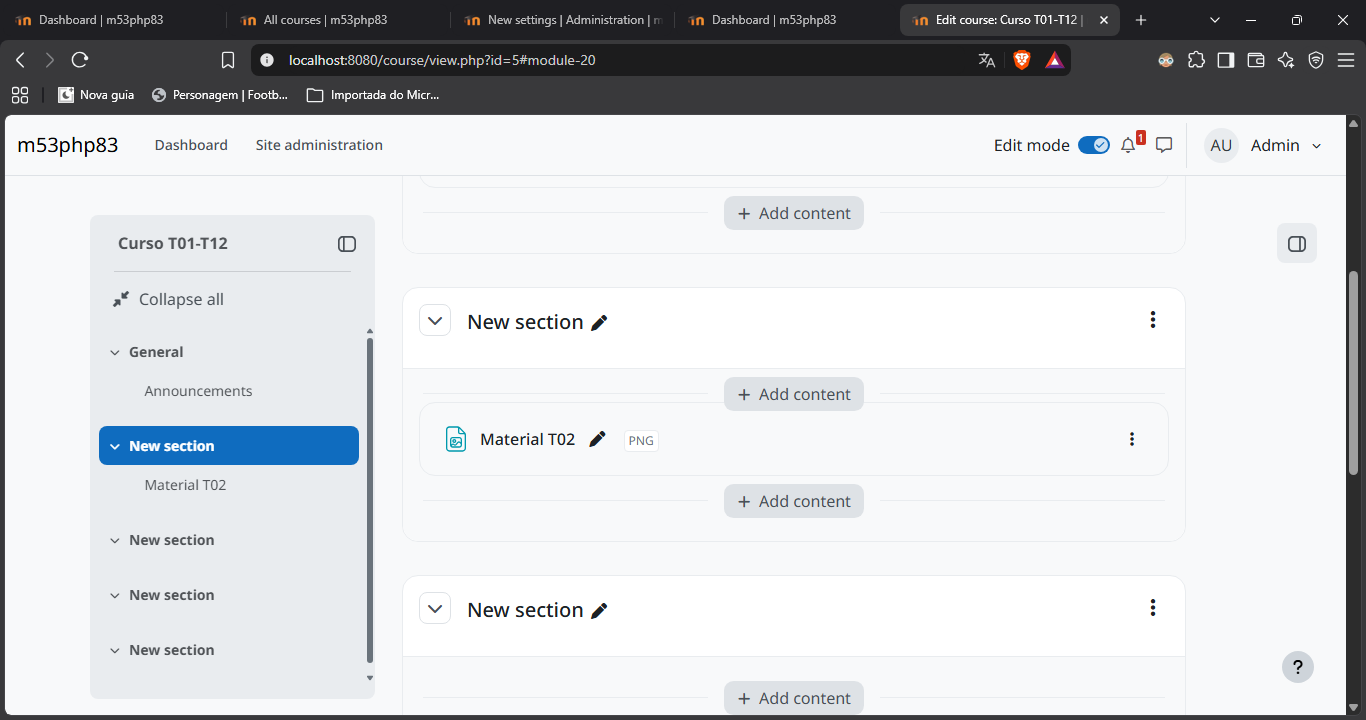 Dashboard | m53php83
All courses | m53php83
New settings | Administration | m
Dashboard | m53php83
Edit course: Curso T01-T12 |
localhost:8080/course/view.php?id=5#module-20
Nova guia
Personagem | Footb...
Importada do Micr...
m53php83
Dashboard
Site administration
Edit mode
1
AU
Admin
+ Add content
Curso T01-T12
Collapse all
General
Announcements
New section
Material T02
New section
New section
New section
New section
+ Add content
Material T02
PNG
+ Add content
New section
+ Add content
?